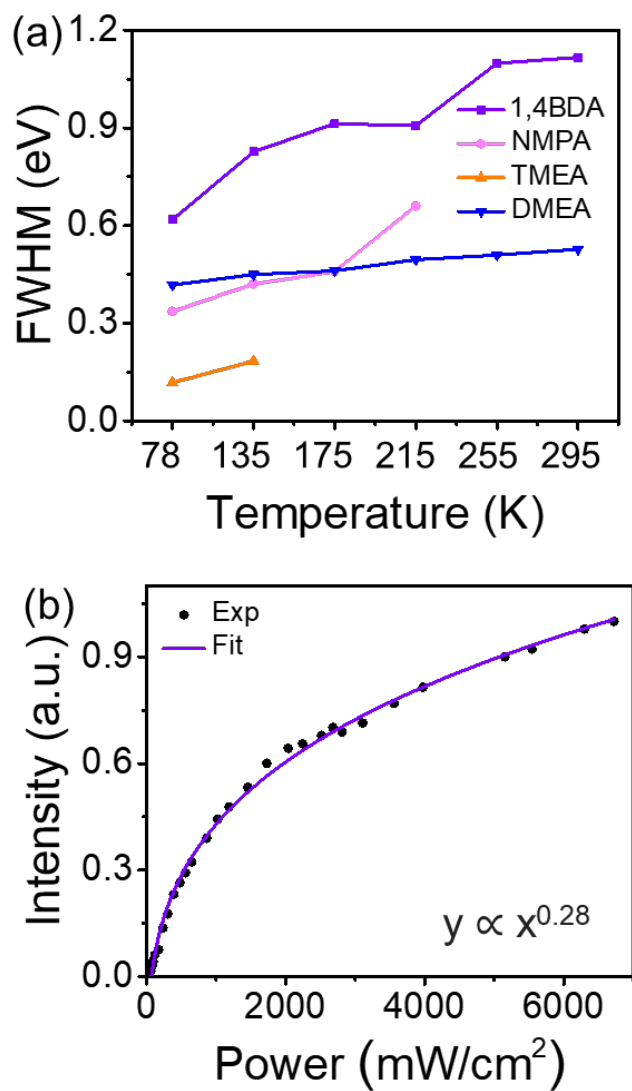 (a)
1.2
0.9
0.6
0.3
0.0
FWHM (eV)
1,4BDA
NMPA
TMEA
DMEA
78 135 175 215 255 295
Temperature (K)
(b)
Exp
Fit
0.9
0.6
0.3
0.0
Intensity (a.u.)
y ∝ x^0.28
0 2000 4000 6000
Power (mW/cm²)